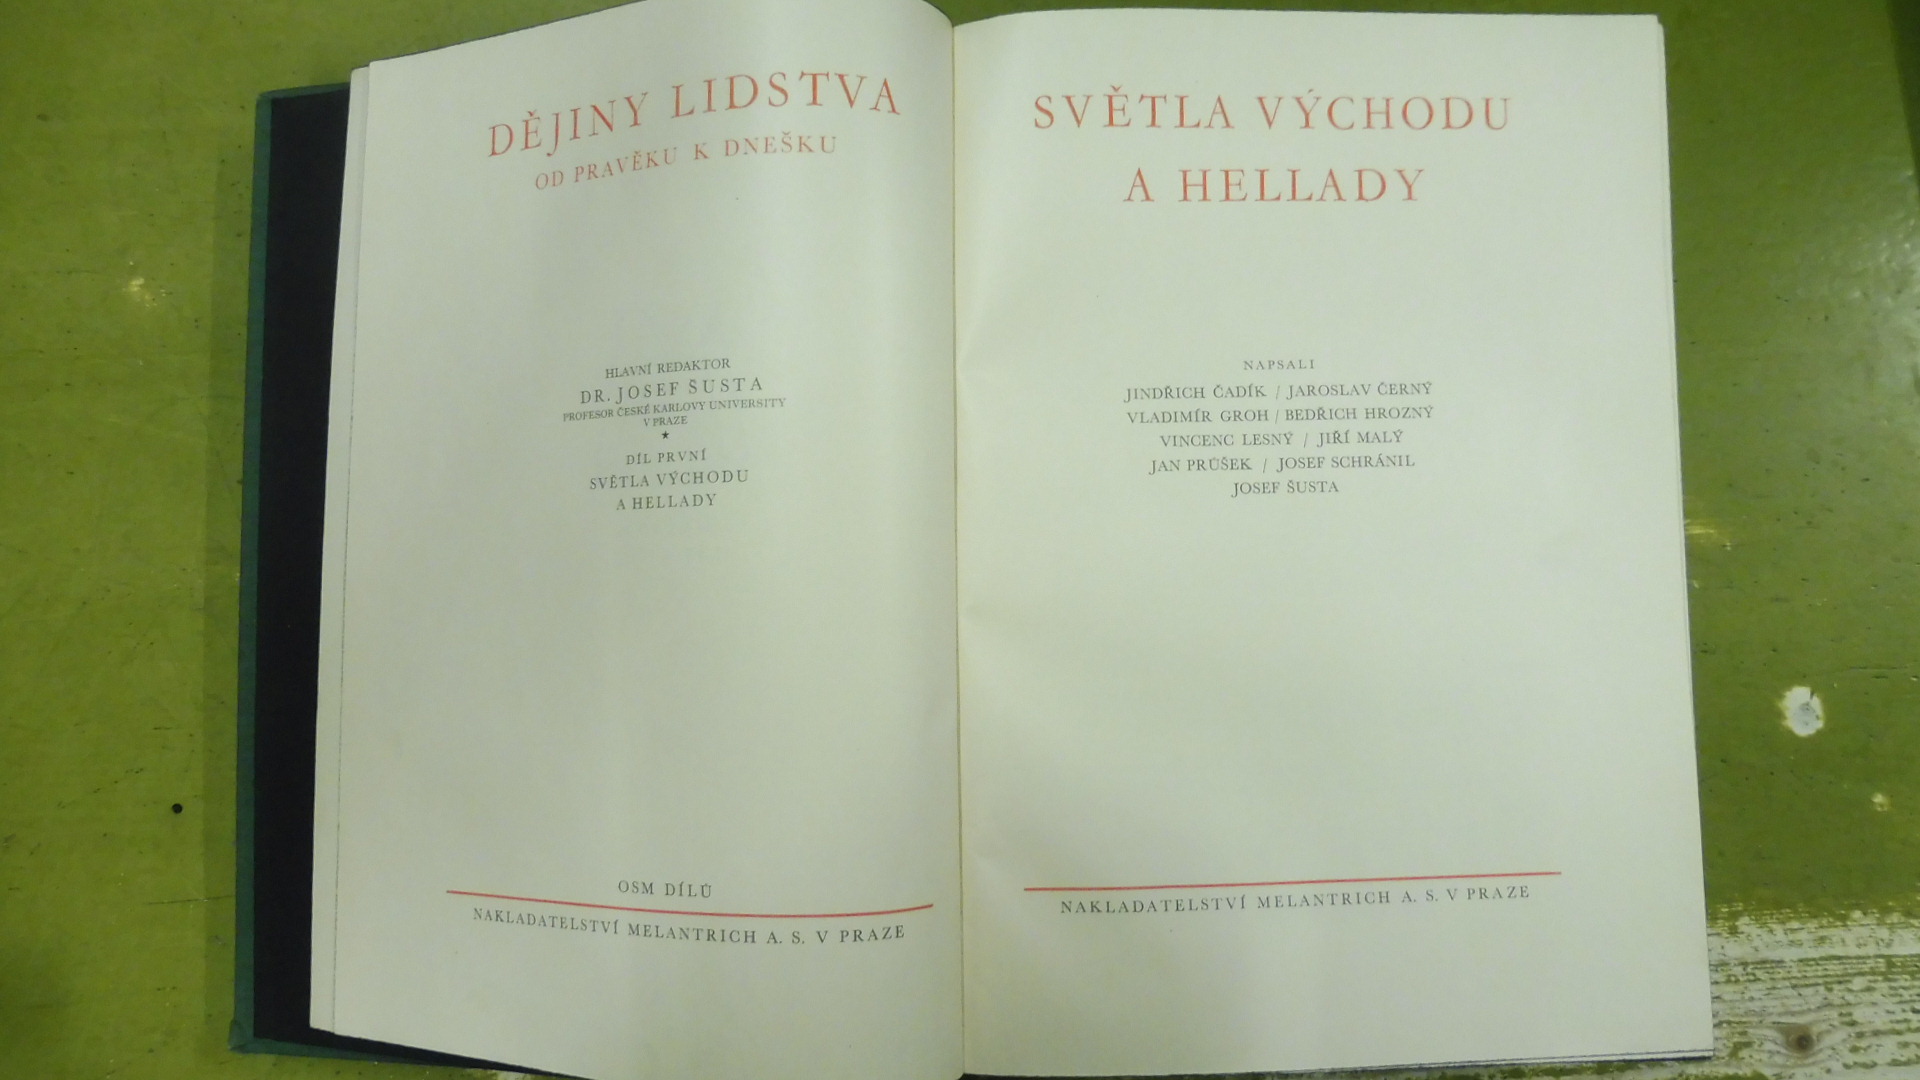 DĚJINY LIDSTVA
OD PRAVĚKU K DNEŠKU
HLAVNÍ REDAKTOR
DR. JOSEF ŠUSTA
PROFESOR ČESKÉ KARLOVY UNIVERSITY
V PRAZE
★
DÍL PRVNÍ
SVĚTLA VÝCHODU
A HELLADY
OSM DÍLŮ
NAKLADATELSTVÍ MELANTRICH A. S. V PRAZE
SVĚTLA VÝCHODU
A HELLADY
NAPSALI
JINDŘICH ČADÍK / JAROSLAV ČERNÝ
VLADIMÍR GROH / BEDŘICH HROZNÝ
VINCENC LESNÝ / JIŘÍ MALÝ
JAN PRŮŠEK / JOSEF SCHRÁNIL
JOSEF ŠUSTA
NAKLADATELSTVÍ MELANTRICH A. S. V PRAZE